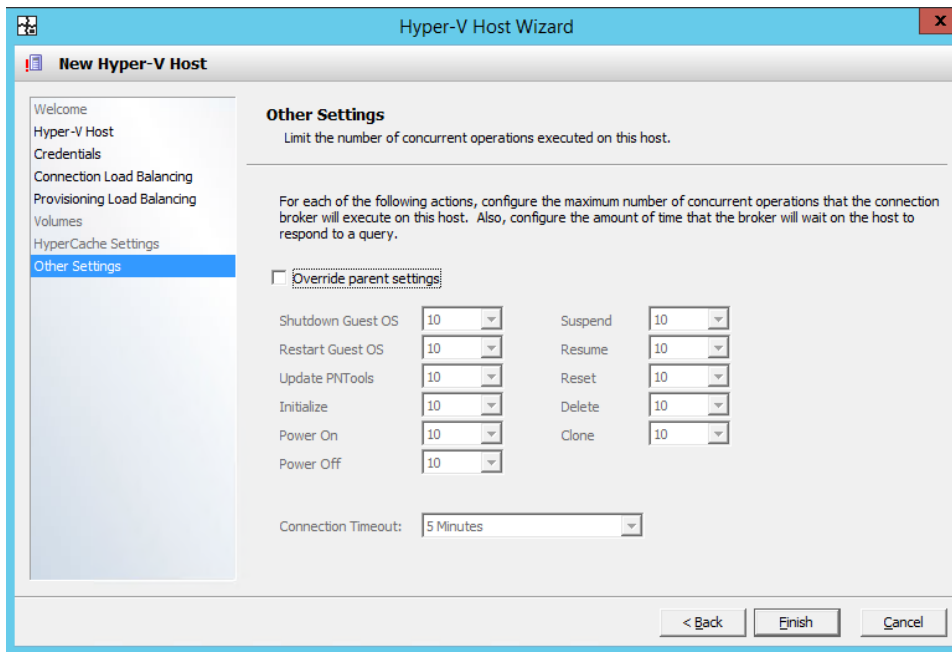 Hyper-V Host Wizard
x
New Hyper-V Host
Welcome
Hyper-V Host
Credentials
Connection Load Balancing
Provisioning Load Balancing
Volumes
HyperCache Settings
Other Settings
Other Settings
Limit the number of concurrent operations executed on this host.
For each of the following actions, configure the maximum number of concurrent operations that the connection
broker will execute on this host. Also, configure the amount of time that the broker will wait on the host to
respond to a query.
Override parent settings
Shutdown Guest OS 10 Suspend 10
Restart Guest OS 10 Resume 10
Update PNTools 10 Reset 10
Initialize 10 Delete 10
Power On 10 Clone 10
Power Off 10
Connection Timeout: 5 Minutes
< Back Finish Cancel